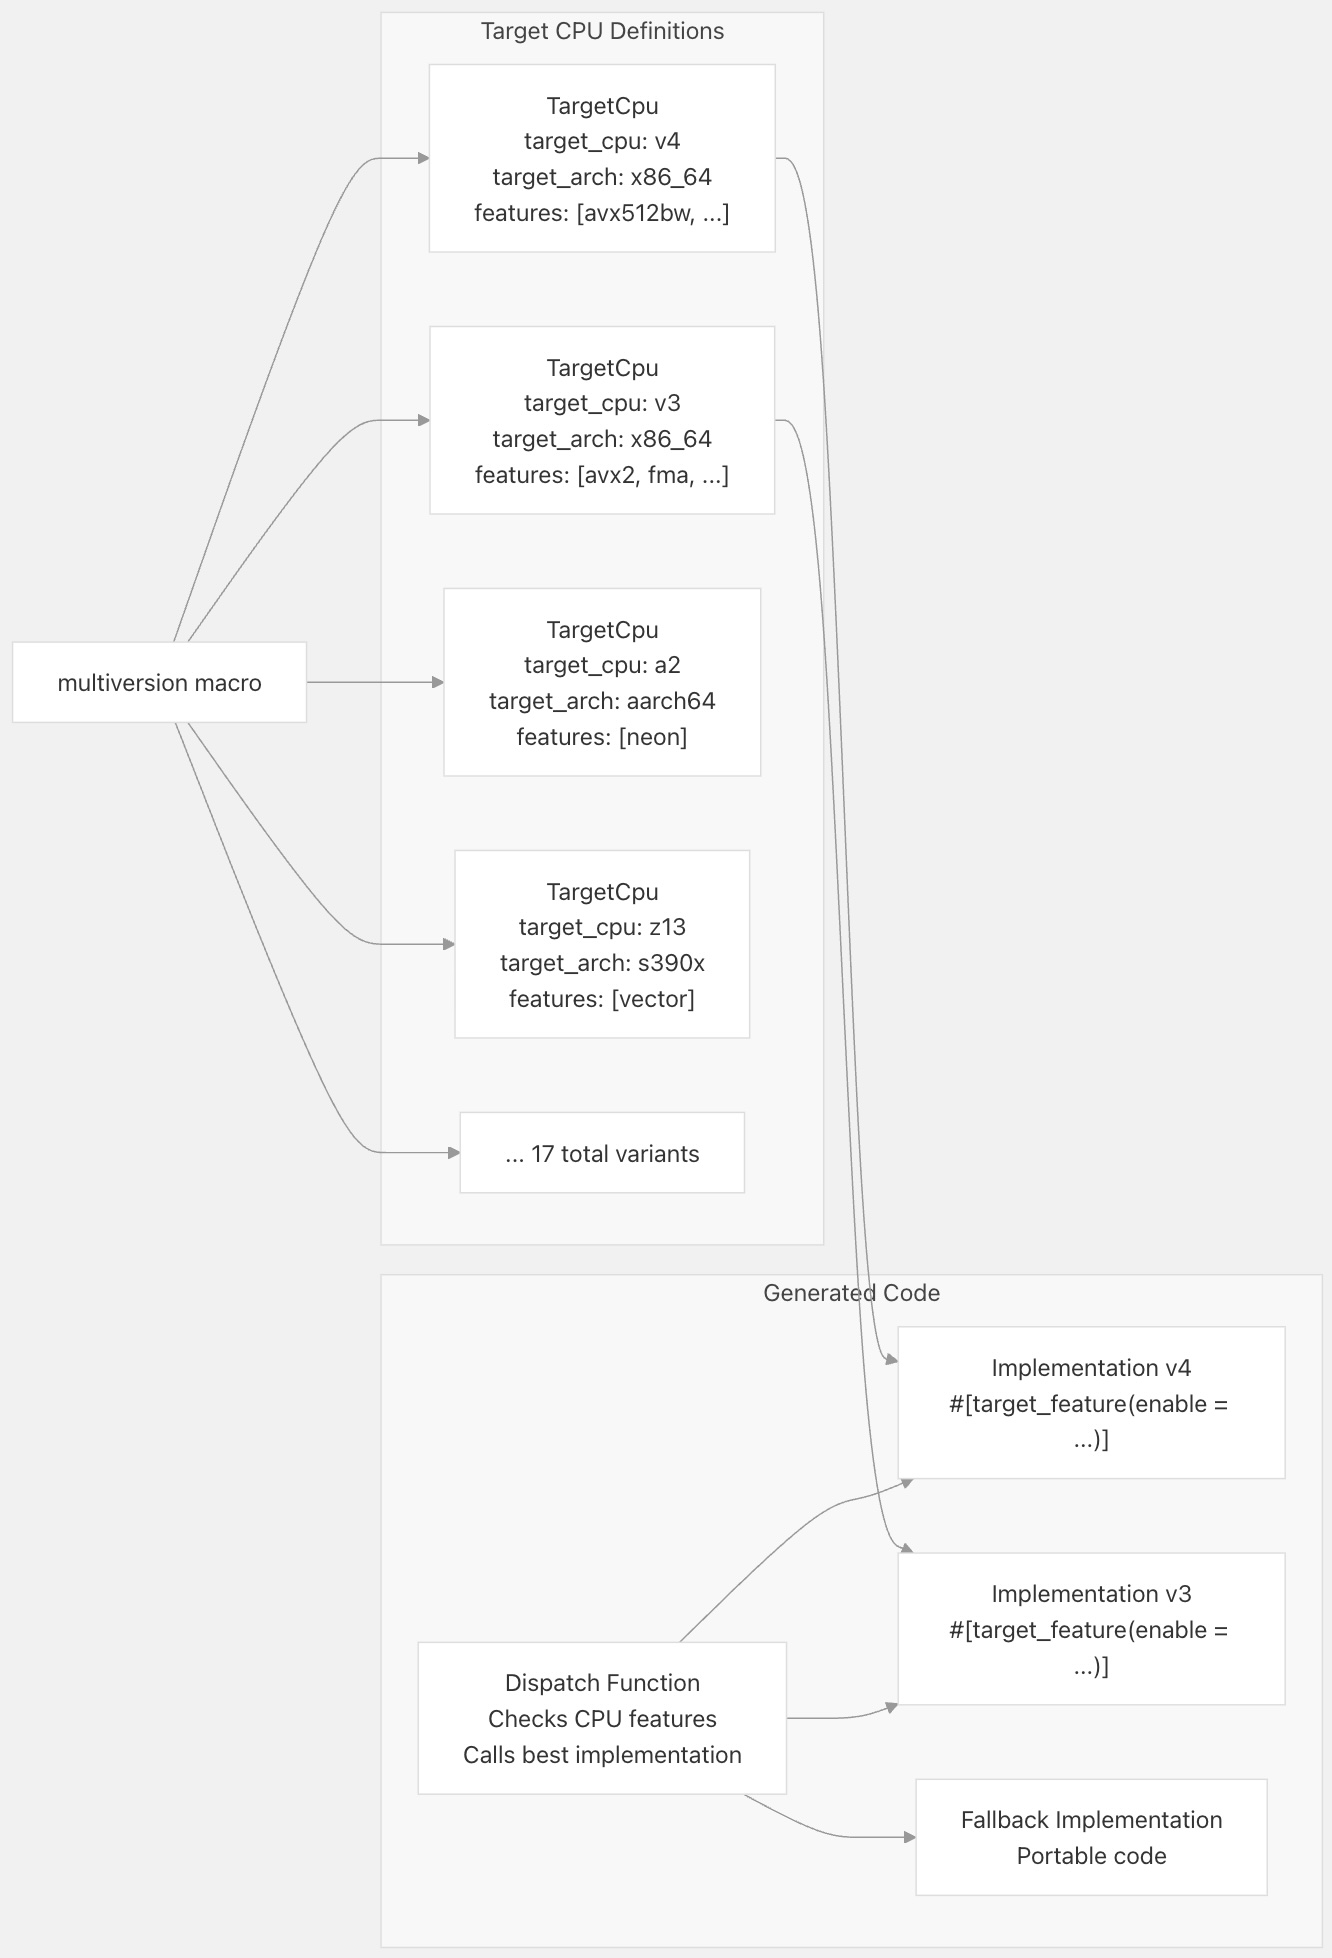 Target CPU Definitions
TargetCpu
target_cpu: v4
target_arch: x86_64
features: [avx512bw, ...]
TargetCpu
target_cpu: v3
target_arch: x86_64
features: [avx2, fma, ...]
multiversion macro
TargetCpu
target_cpu: a2
target_arch: aarch64
features: [neon]
TargetCpu
target_cpu: z13
target_arch: s390x
features: [vector]
... 17 total variants
Generated Code
Implementation v4
#[target_feature(enable =
...)]
Implementation v3
#[target_feature(enable =
...)]
Dispatch Function
Checks CPU features
Calls best implementation
Fallback Implementation
Portable code